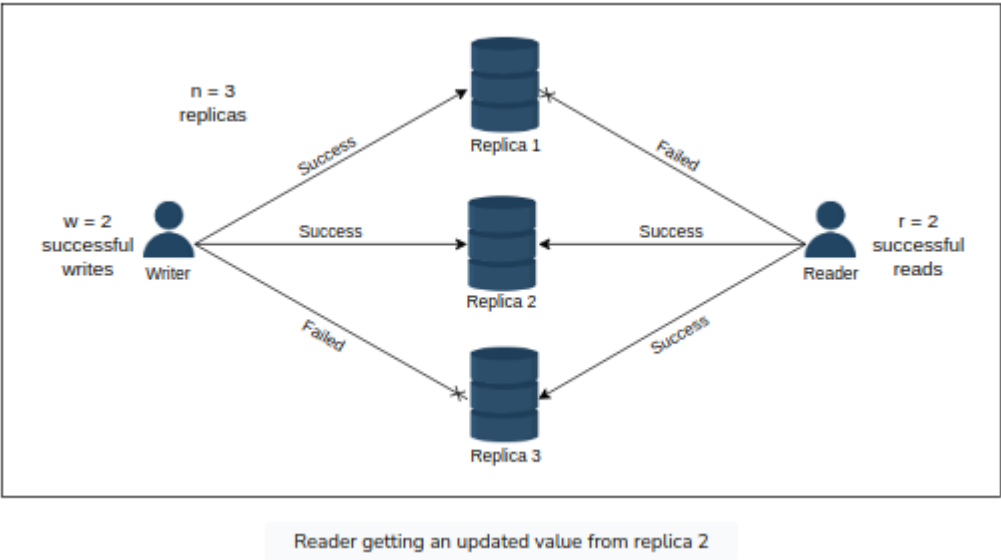 n = 3
replicas
Replica 1
Success
Failed
w = 2
successful
writes
Writer
Success
Success
Replica 2
Reader
r = 2
successful
reads
Failed
Success
Replica 3
Reader getting an updated value from replica 2